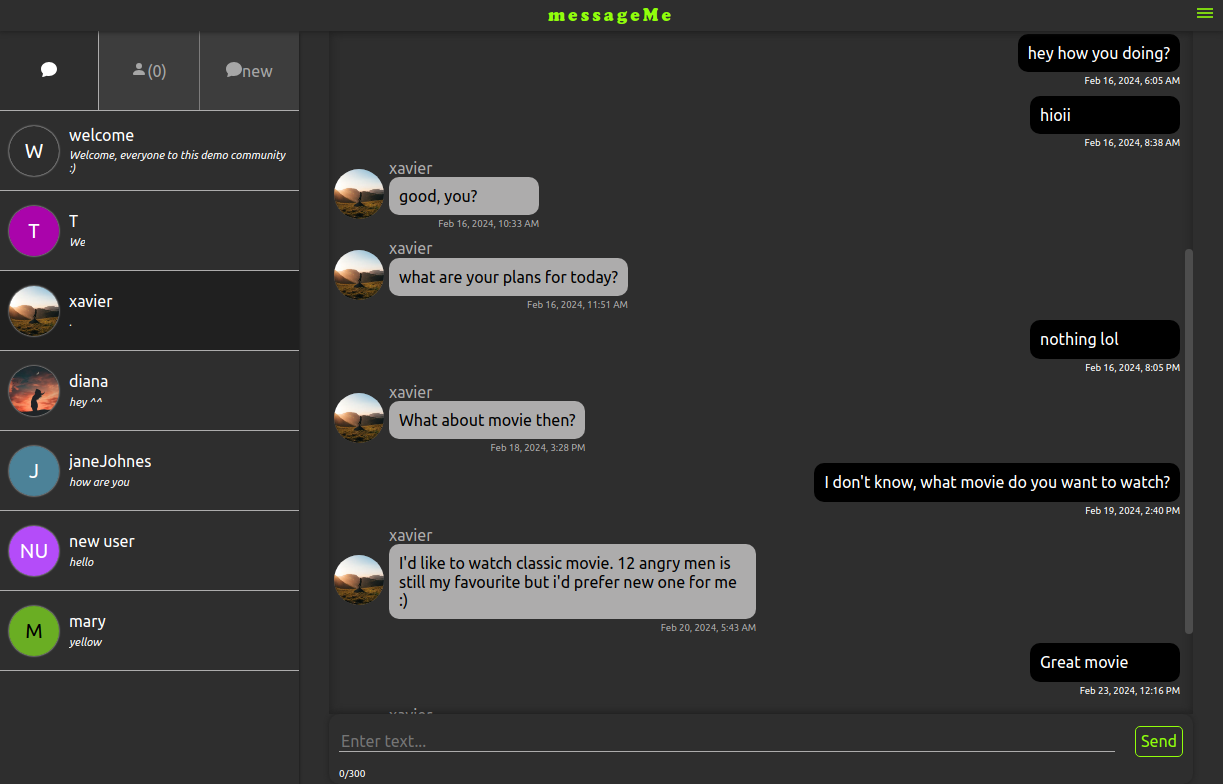 messageMe
(0)
new
W
welcome
Welcome, everyone to this demo community
:)
T
T
We
xavier
.
diana
hey ^^
J
janeJohnes
how are you
NU
new user
hello
M
mary
yellow
hey how you doing?
Feb 16, 2024, 6:05 AM
hioii
Feb 16, 2024, 8:38 AM
xavier
good, you?
Feb 16, 2024, 10:33 AM
xavier
what are your plans for today?
Feb 16, 2024, 11:51 AM
nothing lol
Feb 16, 2024, 8:05 PM
xavier
What about movie then?
Feb 18, 2024, 3:28 PM
I don't know, what movie do you want to watch?
Feb 19, 2024, 2:40 PM
xavier
I'd like to watch classic movie. 12 angry men is
still my favourite but i'd prefer new one for me
:)
Feb 20, 2024, 5:43 AM
Great movie
Feb 23, 2024, 12:16 PM
xavier
Enter text...
Send
0/300